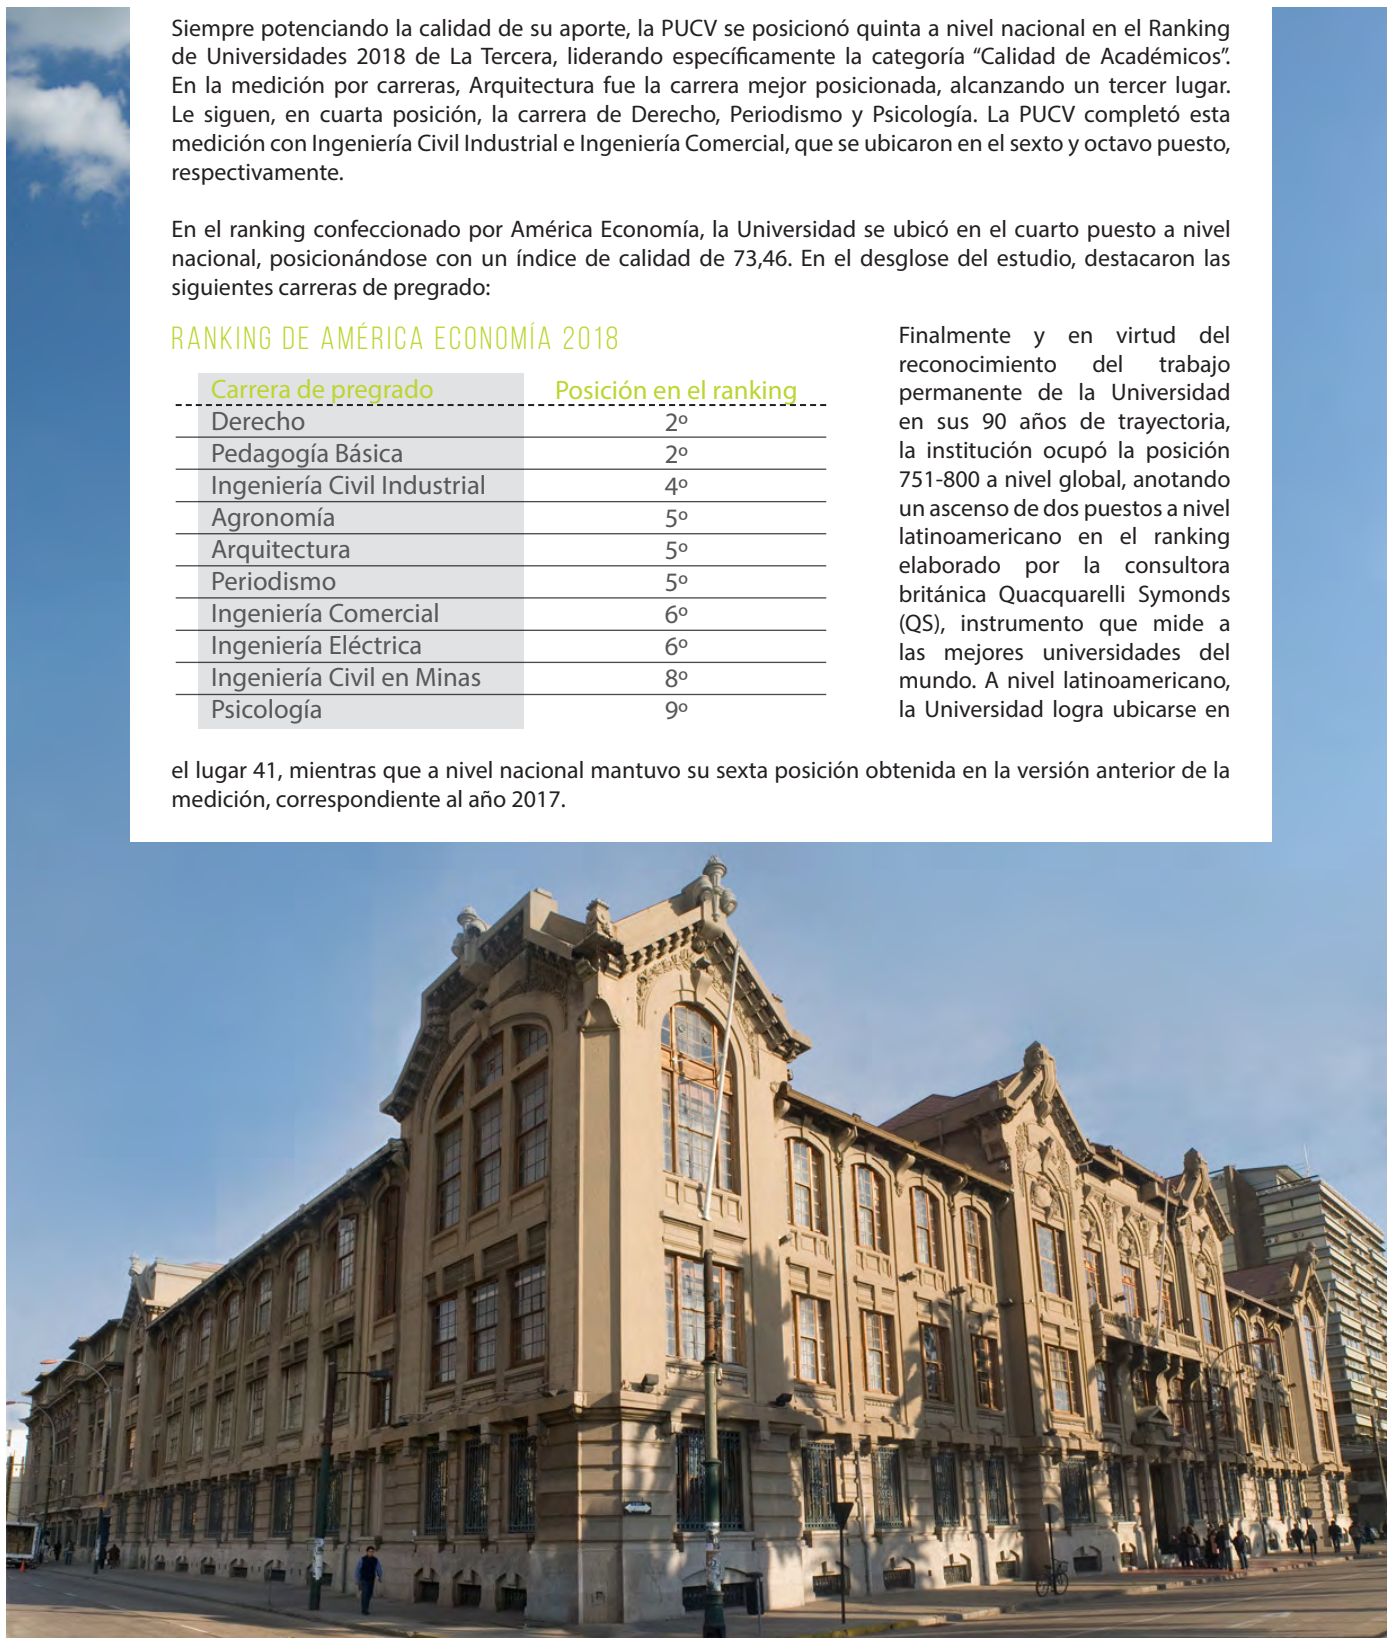 Siempre potenciando la calidad de su aporte, la PUCV se posicionó quinta a nivel nacional en el Ranking
de Universidades 2018 de La Tercera, liderando específicamente la categoría “Calidad de Académicos”.
En la medición por carreras, Arquitectura fue la carrera mejor posicionada, alcanzando un tercer lugar.
Le siguen, en cuarta posición, la carrera de Derecho, Periodismo y Psicología. La PUCV completó esta
medición con Ingeniería Civil Industrial e Ingeniería Comercial, que se ubicaron en el sexto y octavo puesto,
respectivamente.
En el ranking confeccionado por América Economía, la Universidad se ubicó en el cuarto puesto a nivel
nacional, posicionándose con un índice de calidad de 73,46. En el desglose del estudio, destacaron las
siguientes carreras de pregrado:
RANKING DE AMÉRICA ECONOMÍA 2018
Carrera de pregrado Posición en el ranking
Derecho 2º
Pedagogía Básica 2º
Ingeniería Civil Industrial 4º
Agronomía 5º
Arquitectura 5º
Periodismo 5º
Ingeniería Comercial 6º
Ingeniería Eléctrica 6º
Ingeniería Civil en Minas 8º
Psicología 9º
Finalmente y en virtud del
reconocimiento del trabajo
permanente de la Universidad
en sus 90 años de trayectoria,
la institución ocupó la posición
751-800 a nivel global, anotando
un ascenso de dos puestos a nivel
latinoamericano en el ranking
elaborado por la consultora
británica Quacquarelli Symonds
(QS), instrumento que mide a
las mejores universidades del
mundo. A nivel latinoamericano,
la Universidad logra ubicarse en
el lugar 41, mientras que a nivel nacional mantuvo su sexta posición obtenida en la versión anterior de la
medición, correspondiente al año 2017.